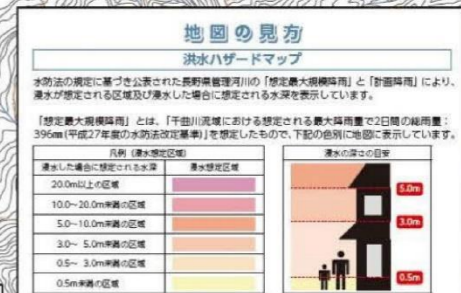 地図の見方
洪水ハザードマップ
水防法の規定に基づき公表された長野県管理河川の「想定最大規模降雨」と「計画降雨」により、
浸水が想定される区域及び浸水した場合に想定される水深を表示しています。
「想定最大規模降雨」とは、「千曲川流域における想定される最大降雨量で2日間の総雨量：
396mm(平成27年度の水防法改定基準)」を想定したもので、下記の色別に地図に表示しています。
凡例（浸水想定区域）
浸水した場合に想定される水深 浸水想定区域
20.0m以上の区域
10.0〜20.0m未満の区域
5.0〜10.0m未満の区域
3.0〜 5.0m未満の区域
0.5〜 3.0m未満の区域
0.5m未満の区域
浸水の深さの目安
5.0m
3.0m
0.5m